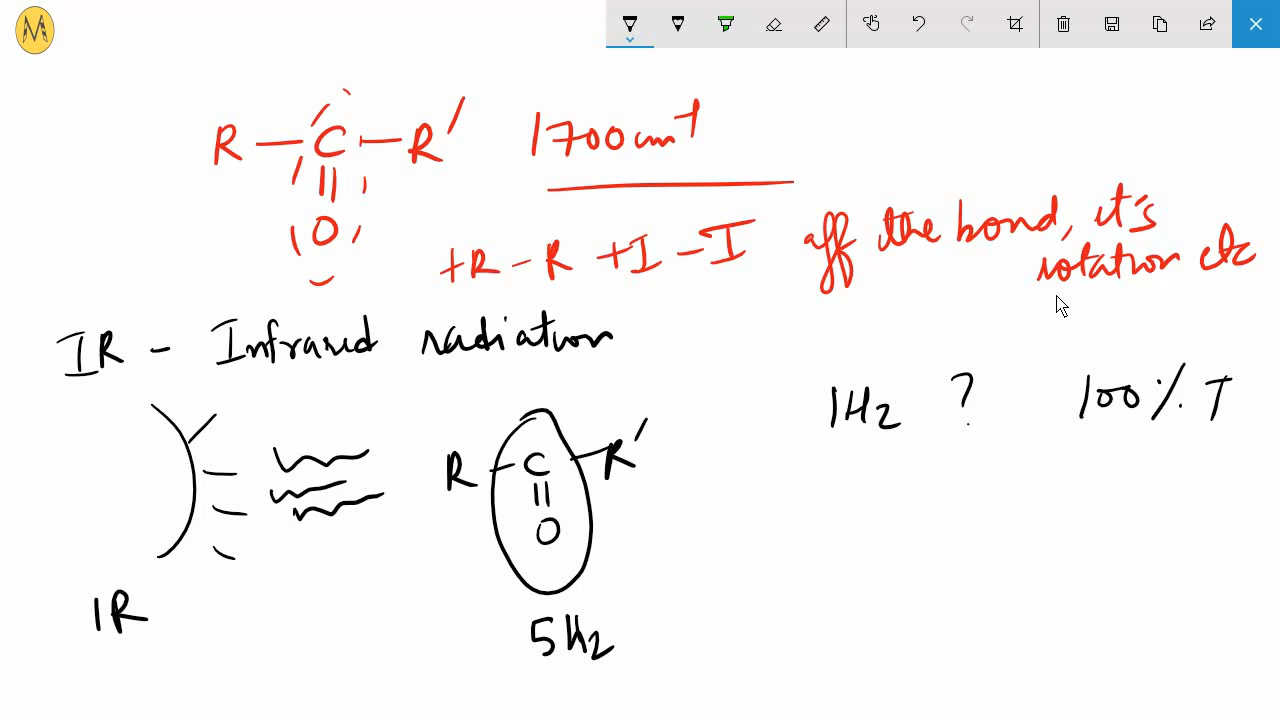 M
R — C — R'
1700cm⁻¹
||
O
+R -R +I -I aff the bond, it's
rotation etc
IR - Infrared radiation
1Hz ? 100% T
R - C - R'
||
O
IR
5Hz